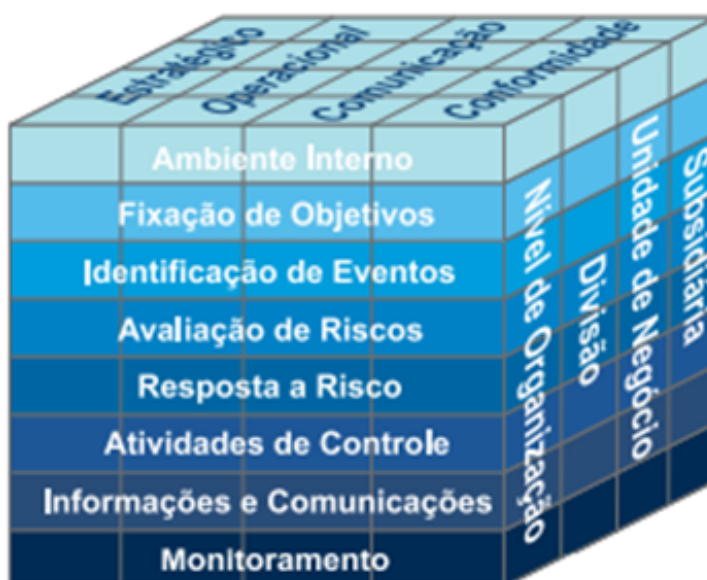 Estratégico
Operacional
Comunicação
Conformidade
Ambiente Interno
Fixação de Objetivos
Identificação de Eventos
Avaliação de Riscos
Resposta a Risco
Atividades de Controle
Informações e Comunicações
Monitoramento
Nível de Organização
Divisão
Unidade de Negócio
Subsidiária